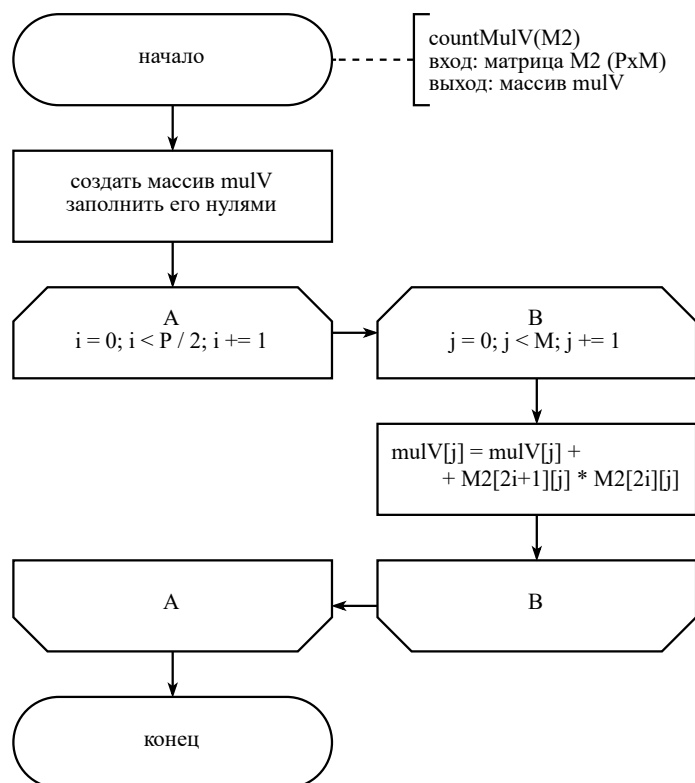 начало
countMulV(M2)
вход: матрица M2 (PxM)
выход: массив mulV
создать массив mulV
заполнить его нулями
A
i = 0; i < P / 2; i += 1
B
j = 0; j < M; j += 1
mulV[j] = mulV[j] +
+ M2[2i+1][j] * M2[2i][j]
A
B
конец